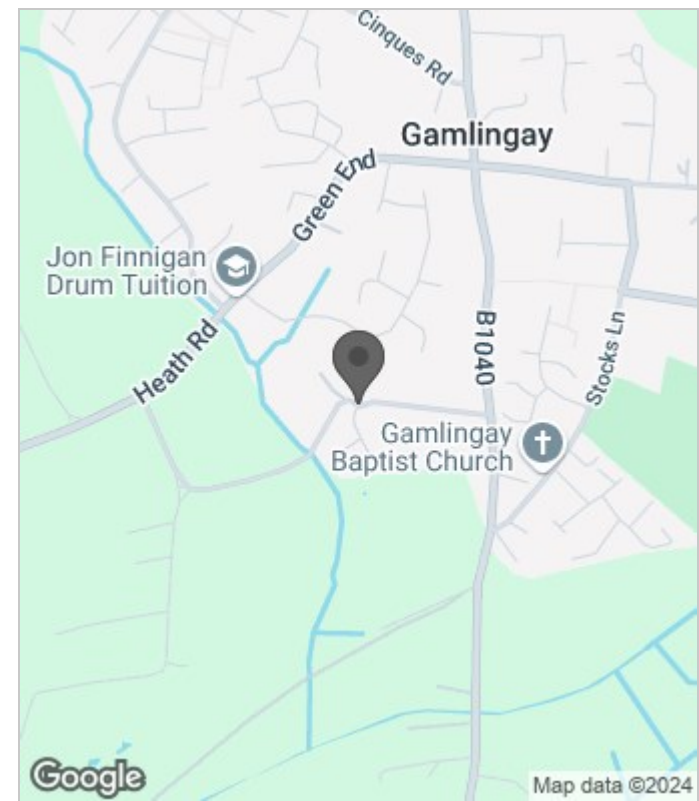 Cinques Rd
Gamlingay
Green End
Jon Finnigan
Drum Tuition
Heath Rd
B1040
Stocks Ln
Gamlingay
Baptist Church
Google
Map data ©2024